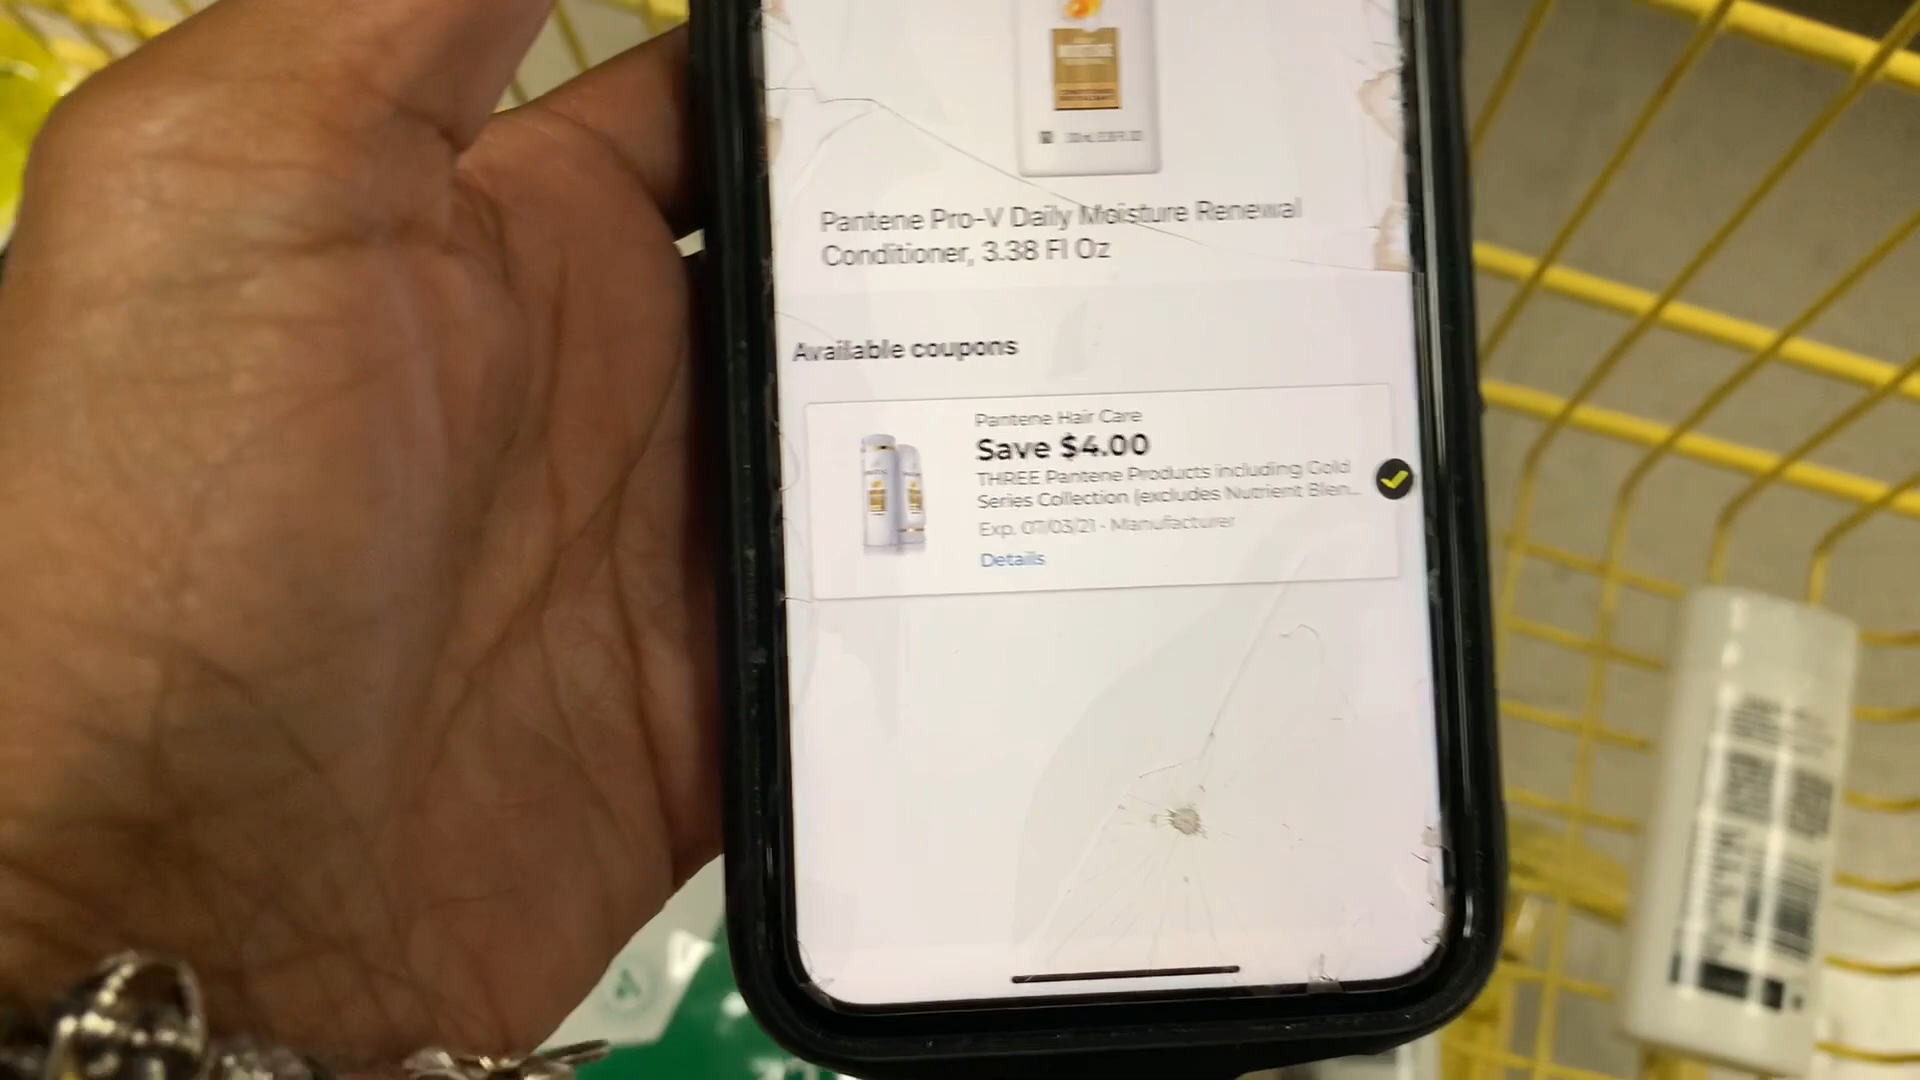 Pantene Pro-V Daily Moisture Renewal
Conditioner, 3.38 Fl Oz
Available coupons
Pantene Hair Care
Save $4.00
THREE Pantene Products including Gold
Series Collection (excludes Nutrient Blen...
Exp. 07/03/21 - Manufacturer
Details